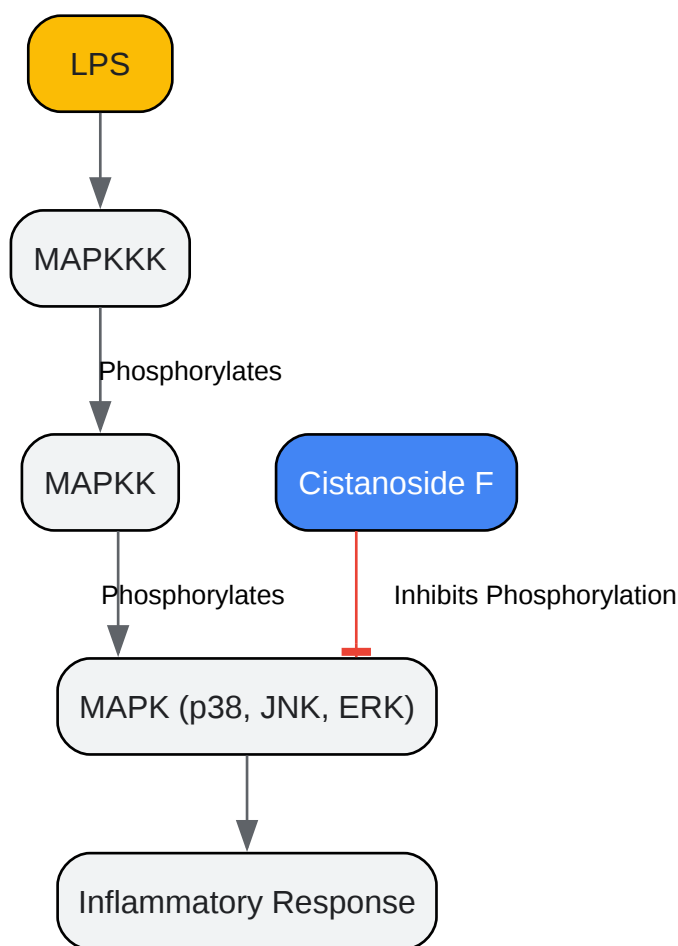 LPS
MAPKKK
Phosphorylates
MAPKK
Cistanoside F
Phosphorylates
Inhibits Phosphorylation
MAPK (p38, JNK, ERK)
Inflammatory Response